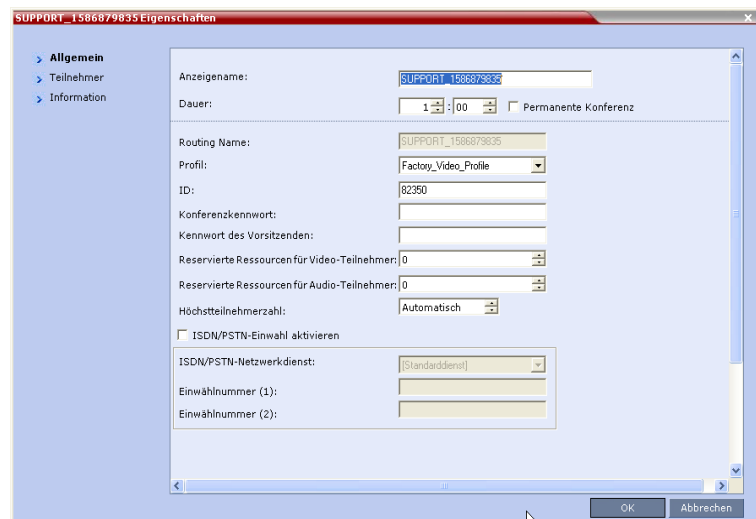 SUPPORT_1586879835 Eigenschaften
Allgemein
Teilnehmer
Information
Anzeigename: SUPPORT_1586879835
Dauer: 1 : 00 Permanente Konferenz
Routing Name: SUPPORT_1586879835
Profil: Factory_Video_Profile
ID: 82350
Konferenzkennwort:
Kennwort des Vorsitzenden:
Reservierte Ressourcen für Video-Teilnehmer: 0
Reservierte Ressourcen für Audio-Teilnehmer: 0
Höchstteilnehmerzahl: Automatisch
ISDN/PSTN-Einwahl aktivieren
ISDN/PSTN-Netzwerkdienst: [Standarddienst]
Einwählnummer (1):
Einwählnummer (2):
OK Abbrechen